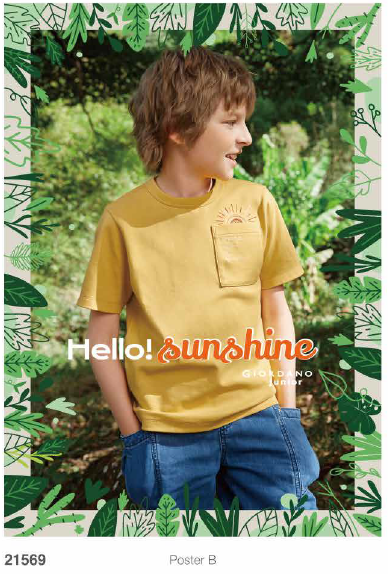 Hello! sunshine
GIORDANO
junior
21569
Poster B